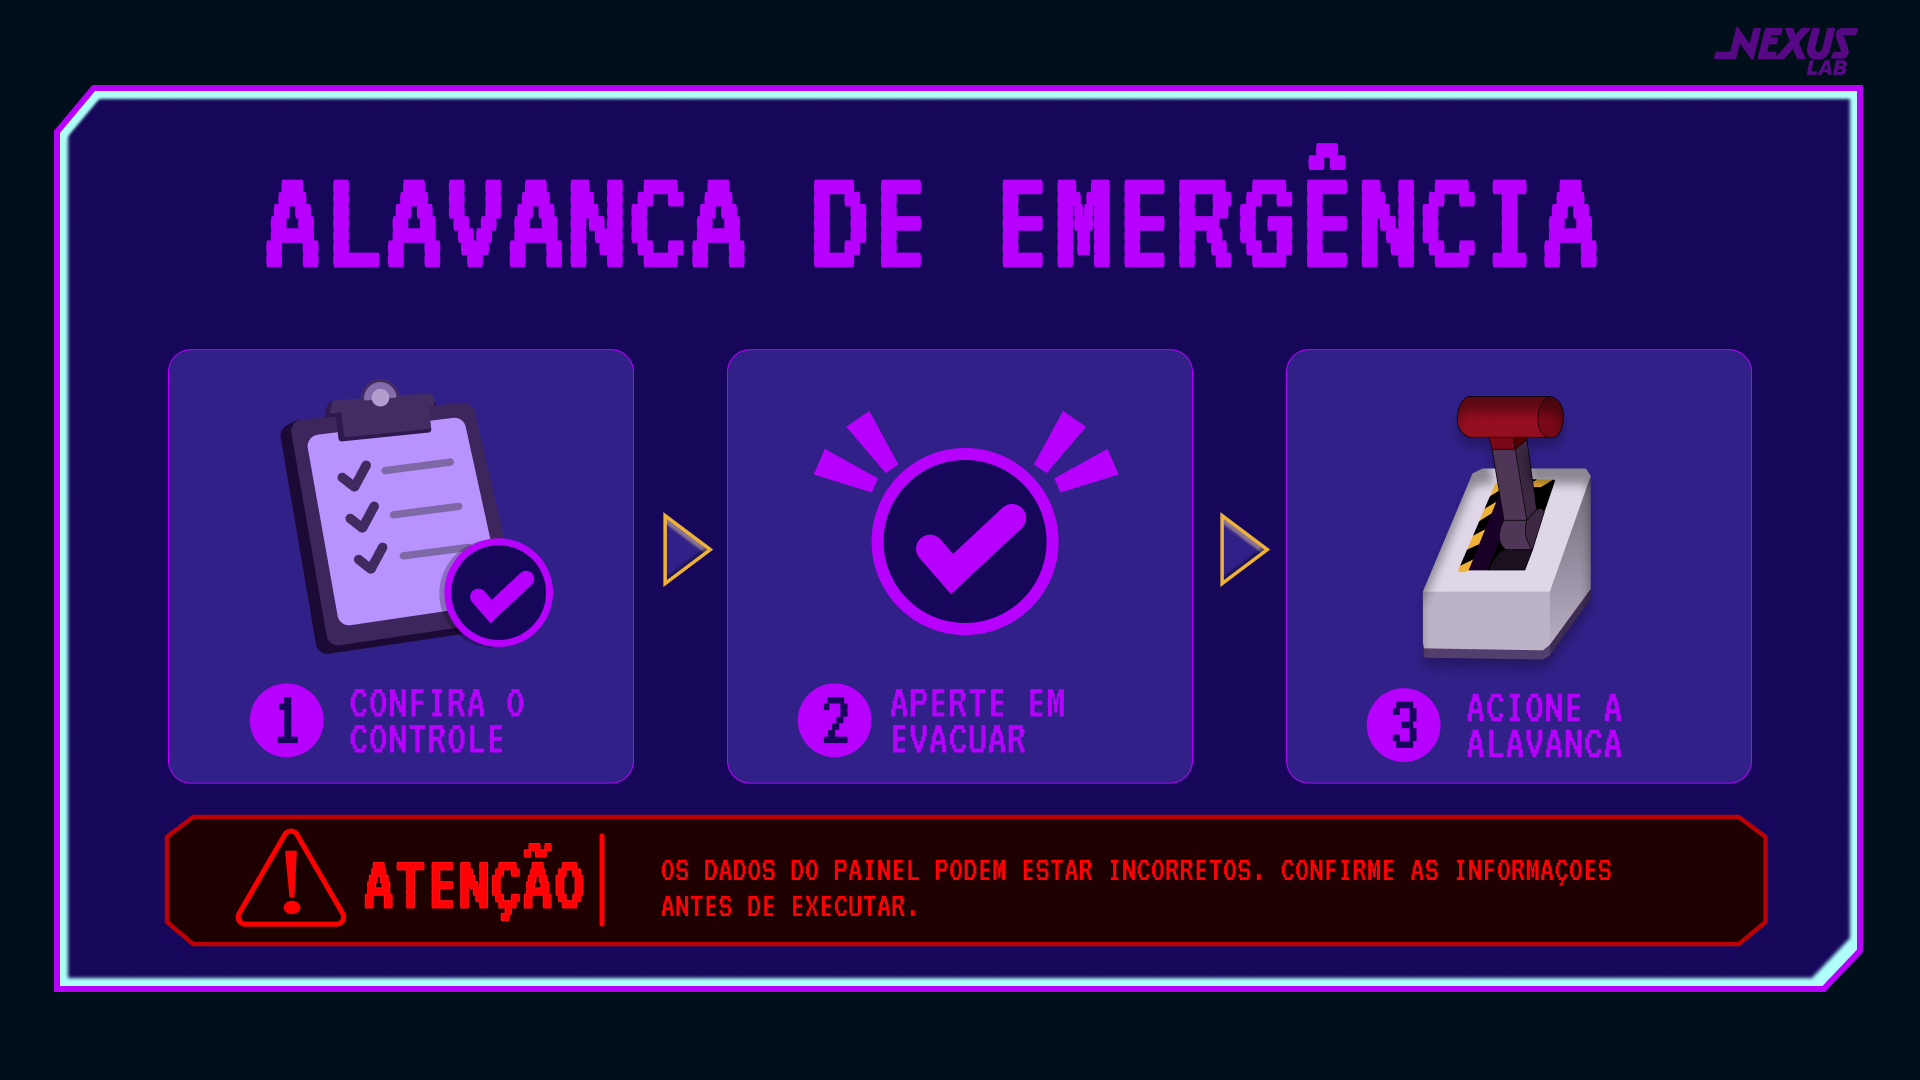 NEXUS
LAB
ALAVANCA DE EMERGÊNCIA
1
CONFIRA O
CONTROLE
2
APERTE EM
EVACUAR
3
ACIONE A
ALAVANCA
ATENÇÃO
OS DADOS DO PAINEL PODEM ESTAR INCORRETOS. CONFIRME AS INFORMAÇOES
ANTES DE EXECUTAR.